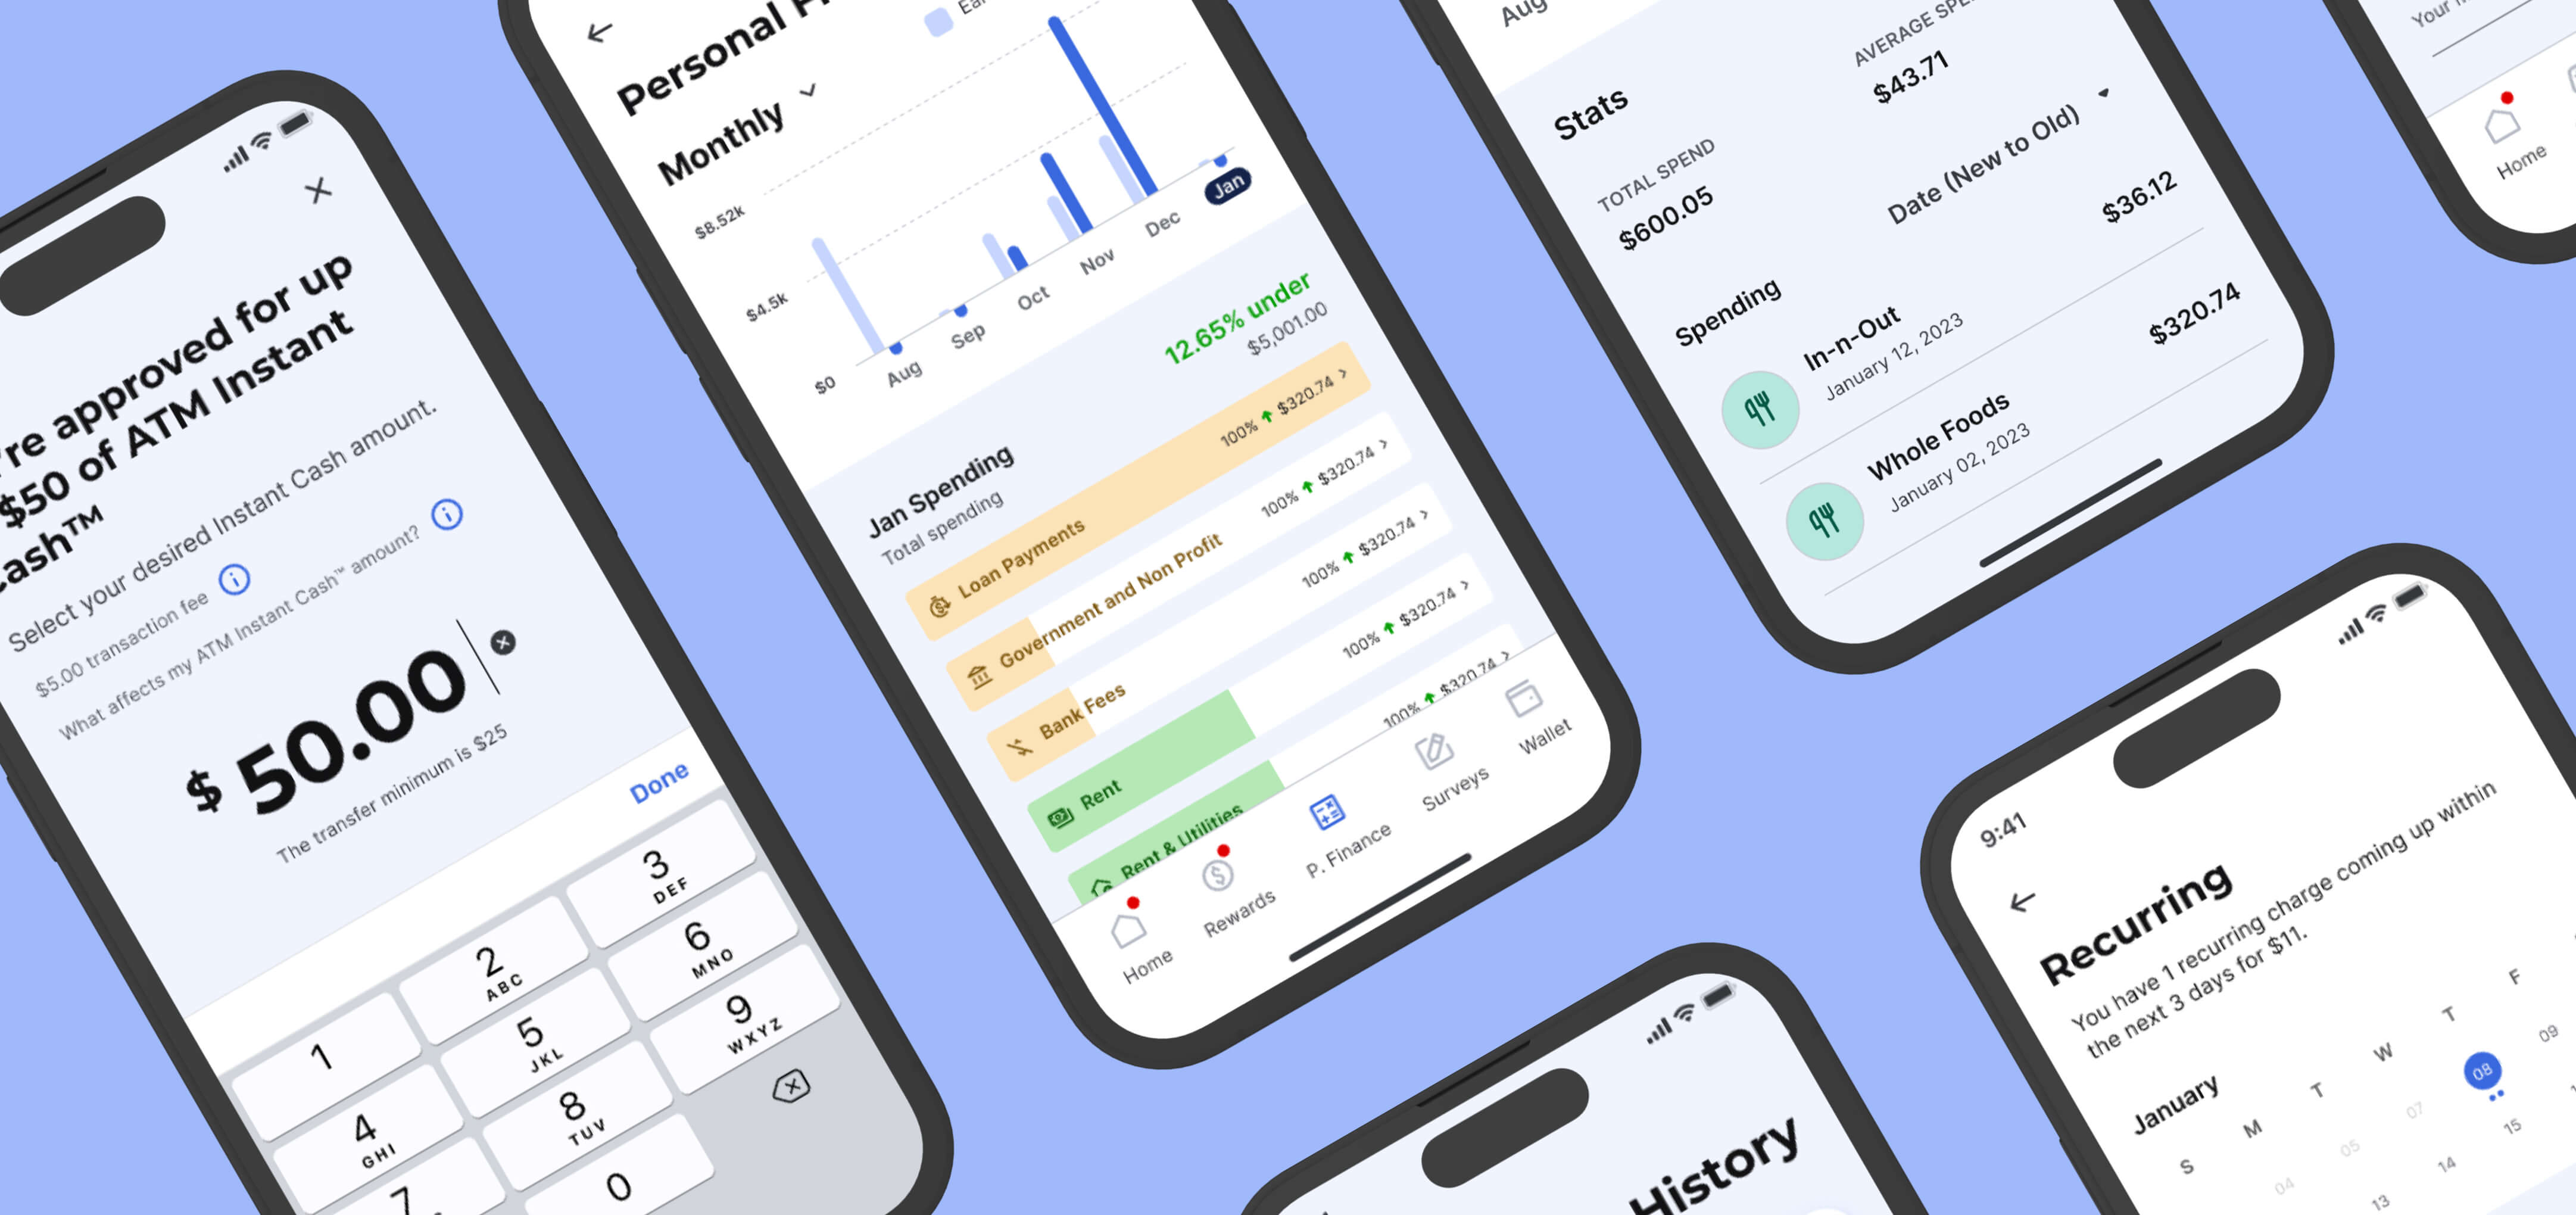 're approved for up
$50 of ATM Instant
Cash™
Select your desired Instant Cash amount.
$5.00 transaction fee
What affects my ATM Instant Cash™ amount?
$ 50.00
The transfer minimum is $25
Done
1
2
ABC
3
DEF
4
GHI
5
JKL
6
MNO
7
8
TUV
9
WXYZ
0
Personal
Monthly
$8.52k
$4.5k
$0
Aug
Sep
Oct
Nov
Dec
Jan
12.65% under
$5,001.00
Jan Spending
Total spending
Loan Payments 100% $320.74
Government and Non Profit 100% $320.74
Bank Fees 100% $320.74
Rent 100% $320.74
Rent & Utilities 100% $320.74
Home
Rewards
P. Finance
Surveys
Wallet
Aug
Stats
TOTAL SPEND
$600.05
AVERAGE
$43.71
Spending
Date (New to Old)
In-n-Out
January 12, 2023
$36.12
Whole Foods
January 02, 2023
$320.74
Your
Home
History
9:41
Recurring
You have 1 recurring charge coming up within
the next 3 days for $11.
January
S M T W T F
04 05 07 08 09
13 14 15